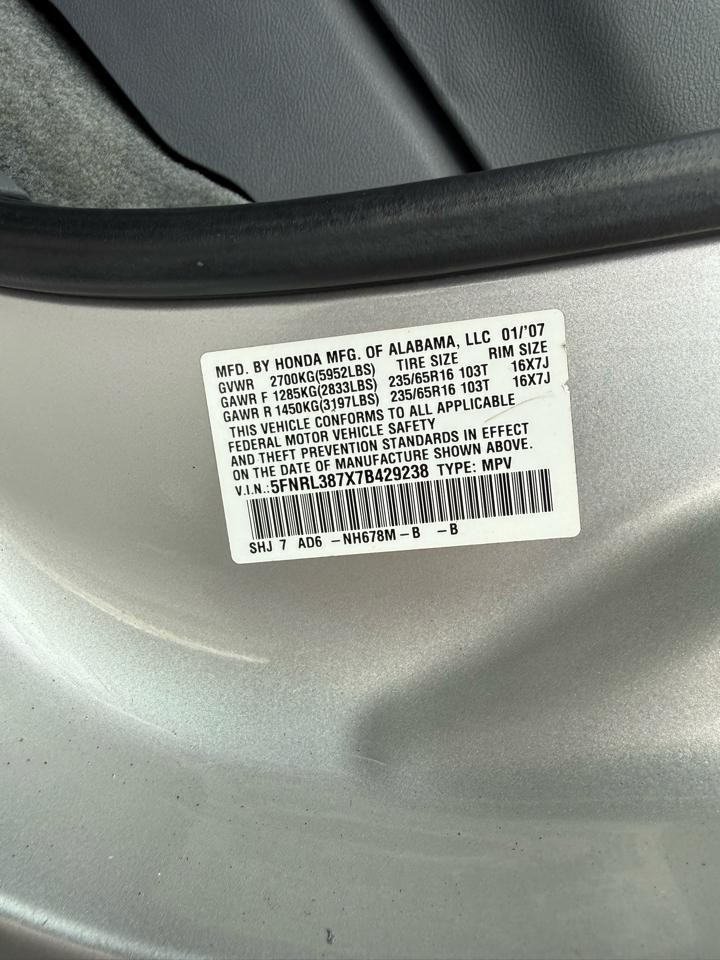 MFD. BY HONDA MFG. OF ALABAMA, LLC 01/'07
GVWR 2700KG(5952LBS) TIRE SIZE RIM SIZE
GAWR F 1285KG(2833LBS) 235/65R16 103T 16X7J
GAWR R 1450KG(3197LBS) 235/65R16 103T 16X7J
THIS VEHICLE CONFORMS TO ALL APPLICABLE
FEDERAL MOTOR VEHICLE SAFETY
AND THEFT PREVENTION STANDARDS IN EFFECT
ON THE DATE OF MANUFACTURE SHOWN ABOVE.
V.I.N.:5FNRL387X7B429238 TYPE: MPV
SHJ 7 AD6 -NH678M-B -B